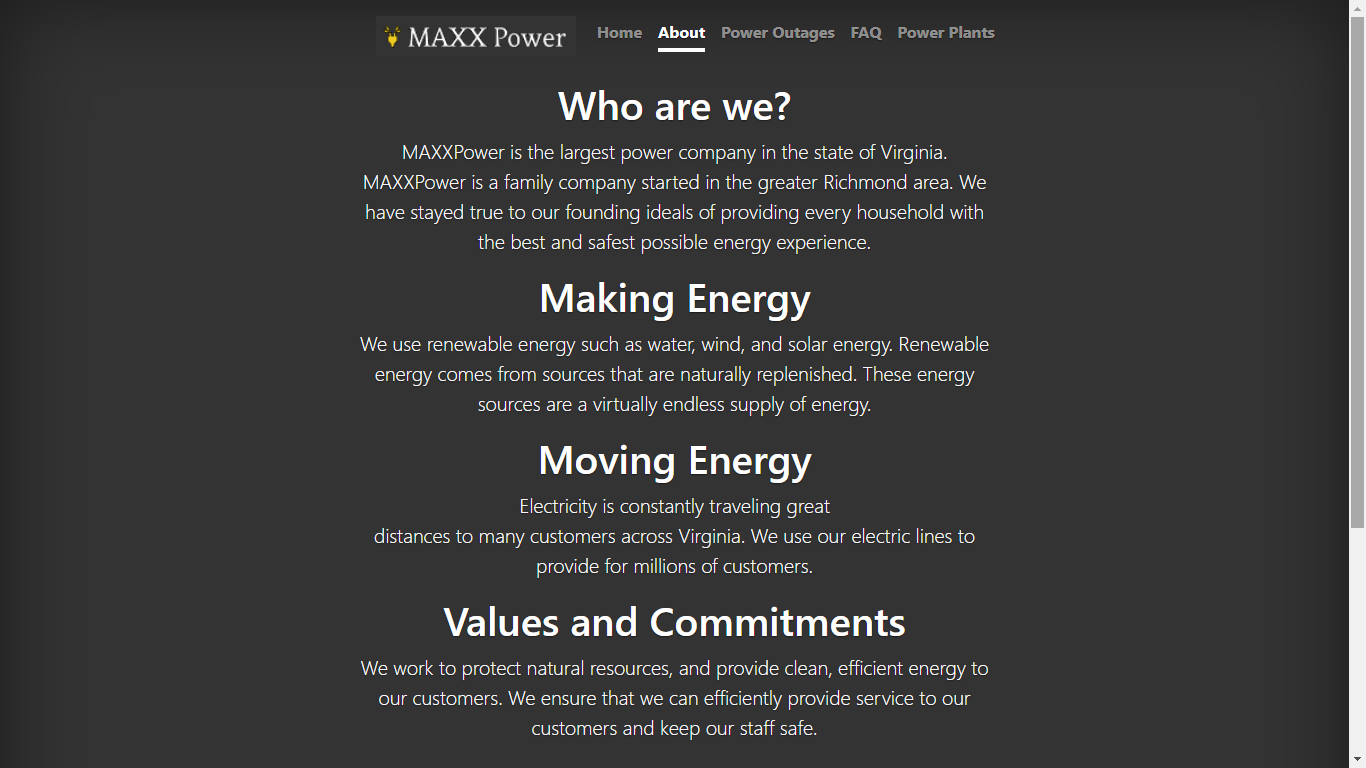 MAXX Power
Home About Power Outages FAQ Power Plants
Who are we?
MAXXPower is the largest power company in the state of Virginia.
MAXXPower is a family company started in the greater Richmond area. We
have stayed true to our founding ideals of providing every household with
the best and safest possible energy experience.
Making Energy
We use renewable energy such as water, wind, and solar energy. Renewable
energy comes from sources that are naturally replenished. These energy
sources are a virtually endless supply of energy.
Moving Energy
Electricity is constantly traveling great
distances to many customers across Virginia. We use our electric lines to
provide for millions of customers.
Values and Commitments
We work to protect natural resources, and provide clean, efficient energy to
our customers. We ensure that we can efficiently provide service to our
customers and keep our staff safe.